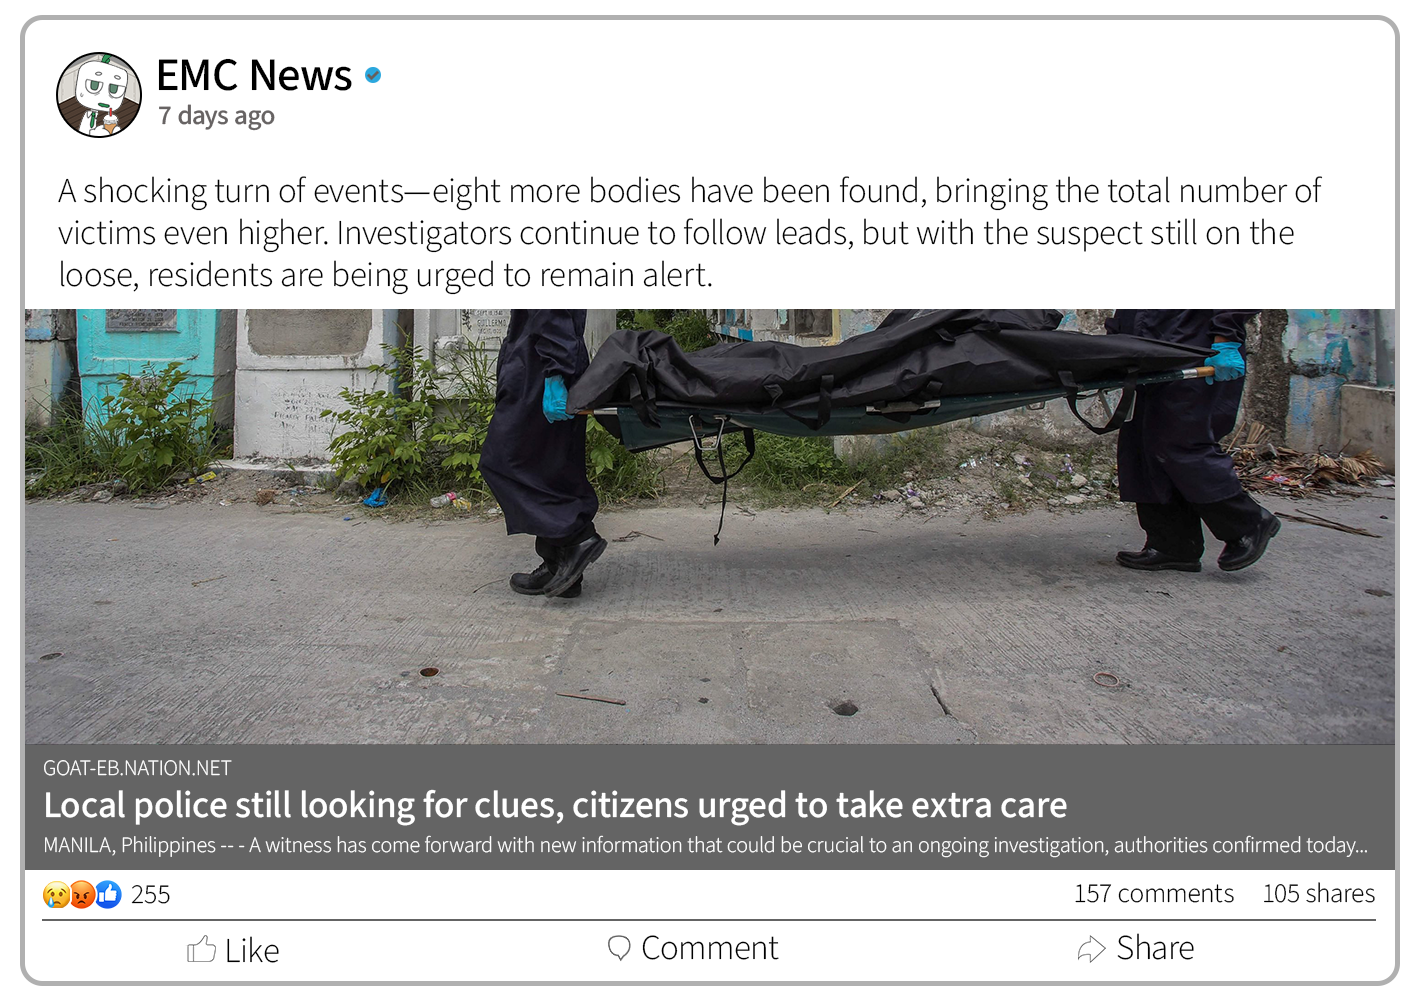 EMC News
7 days ago
A shocking turn of events—eight more bodies have been found, bringing the total number of
victims even higher. Investigators continue to follow leads, but with the suspect still on the
loose, residents are being urged to remain alert.
GUILLERMO
GOAT-EB.NATION.NET
Local police still looking for clues, citizens urged to take extra care
MANILA, Philippines -- - A witness has come forward with new information that could be crucial to an ongoing investigation, authorities confirmed today...
255
157 comments 105 shares
Like Comment Share